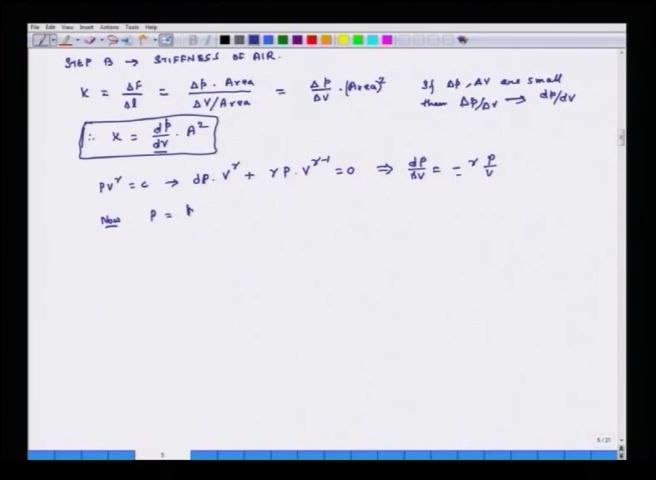 File Edit View Insert Actions Tools Help
STEP B → STIFFNESS OF AIR.
K = ΔF/Δl = Δp . Area / ΔV/Area = Δp/ΔV . (Area)² If Δp, ΔV are small
then Δp/ΔV → dp/dV
∴ K = dp/dv . A²
PV^γ = c → dP. V^γ + γP. V^γ-1 = 0 ⇒ dP/dV = - γ P/V
Now P = p
5
5/21